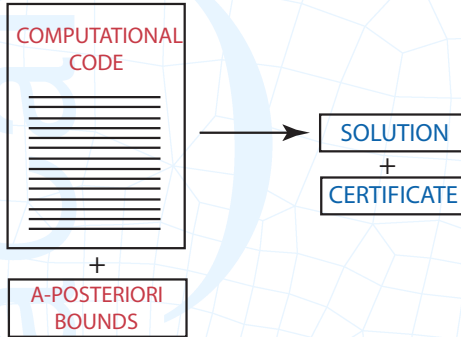 COMPUTATIONAL
CODE
SOLUTION
+
CERTIFICATE
+
A-POSTERIORI
BOUNDS